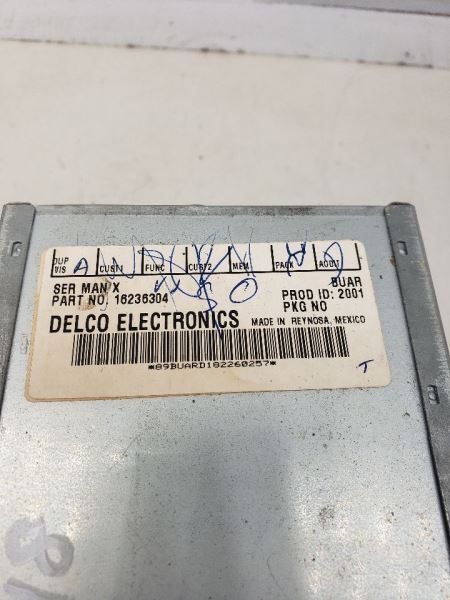 DUP VIS CUST1 FUNC CUST2 MEM PACK AUDIT
SER MAN X BUAR
PART NO. 16236304 PROD ID: 2001
PKG NO
DELCO ELECTRONICS MADE IN REYNOSA, MEXICO
*89BUARD182260257*
T